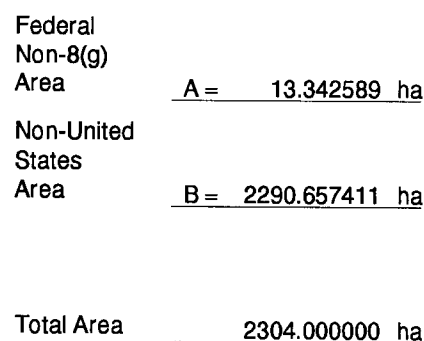 Federal
Non-8(g)
Area A = 13.342589 ha
Non-United
States
Area B = 2290.657411 ha
Total Area 2304.000000 ha